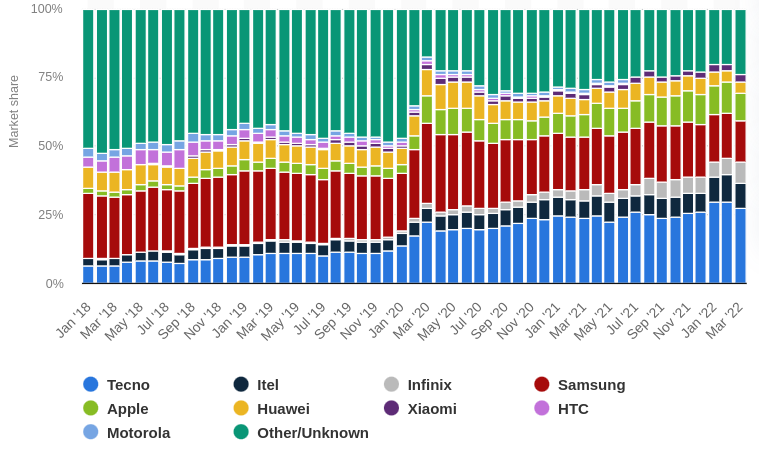 100%
75%
50%
25%
0%
Market share
Jan '18
Mar '18
May '18
Jul '18
Sep '18
Nov '18
Jan '19
Mar '19
May '19
Jul '19
Sep '19
Nov '19
Jan '20
Mar '20
May '20
Jul '20
Sep '20
Nov '20
Jan '21
Mar '21
May '21
Jul '21
Sep '21
Nov '21
Jan '22
Mar '22
Tecno Itel Infinix Samsung
Apple Huawei Xiaomi HTC
Motorola Other/Unknown